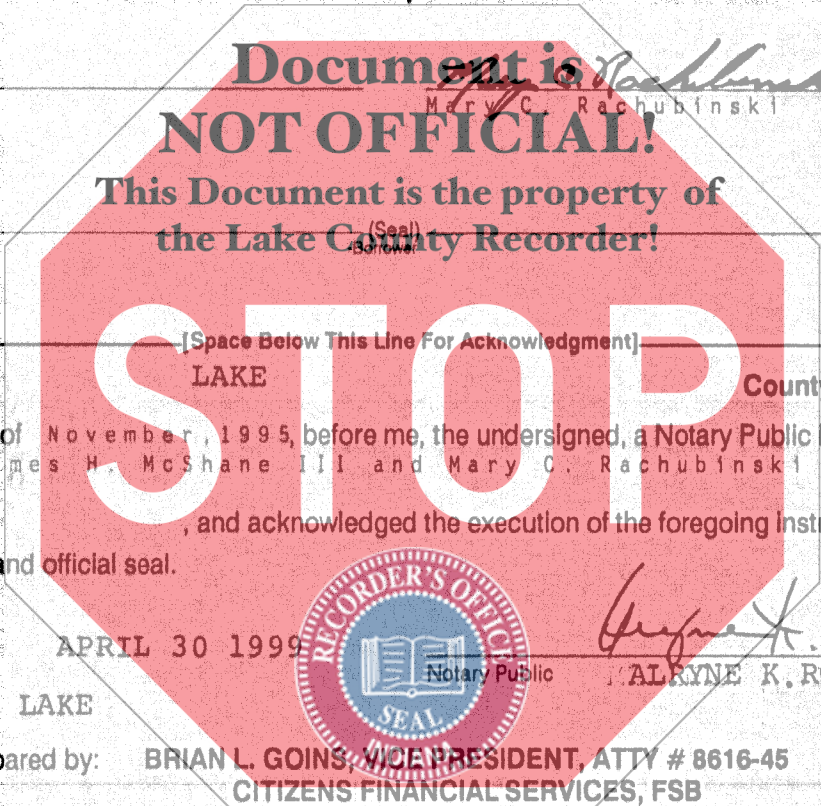 Document is
Mary C. Rachubinski
NOT OFFICIAL!
This Document is the property of
the Lake County Recorder!
(Seal)
-Borrower
STOP
[Space Below This Line For Acknowledgment]
LAKE
Count
of November, 1995, before me, the undersigned, a Notary Public
mes H. McShane III and Mary C. Rachubinski
, and acknowledged the execution of the foregoing instr
nd official seal.
RECORDER'S OFFICE
SEAL
APRIL 30 1999
Notary Public ALRYNE K. R
LAKE
pared by: BRIAN L. GOINS, VICE PRESIDENT, ATTY # 8616-45
CITIZENS FINANCIAL SERVICES, FSB